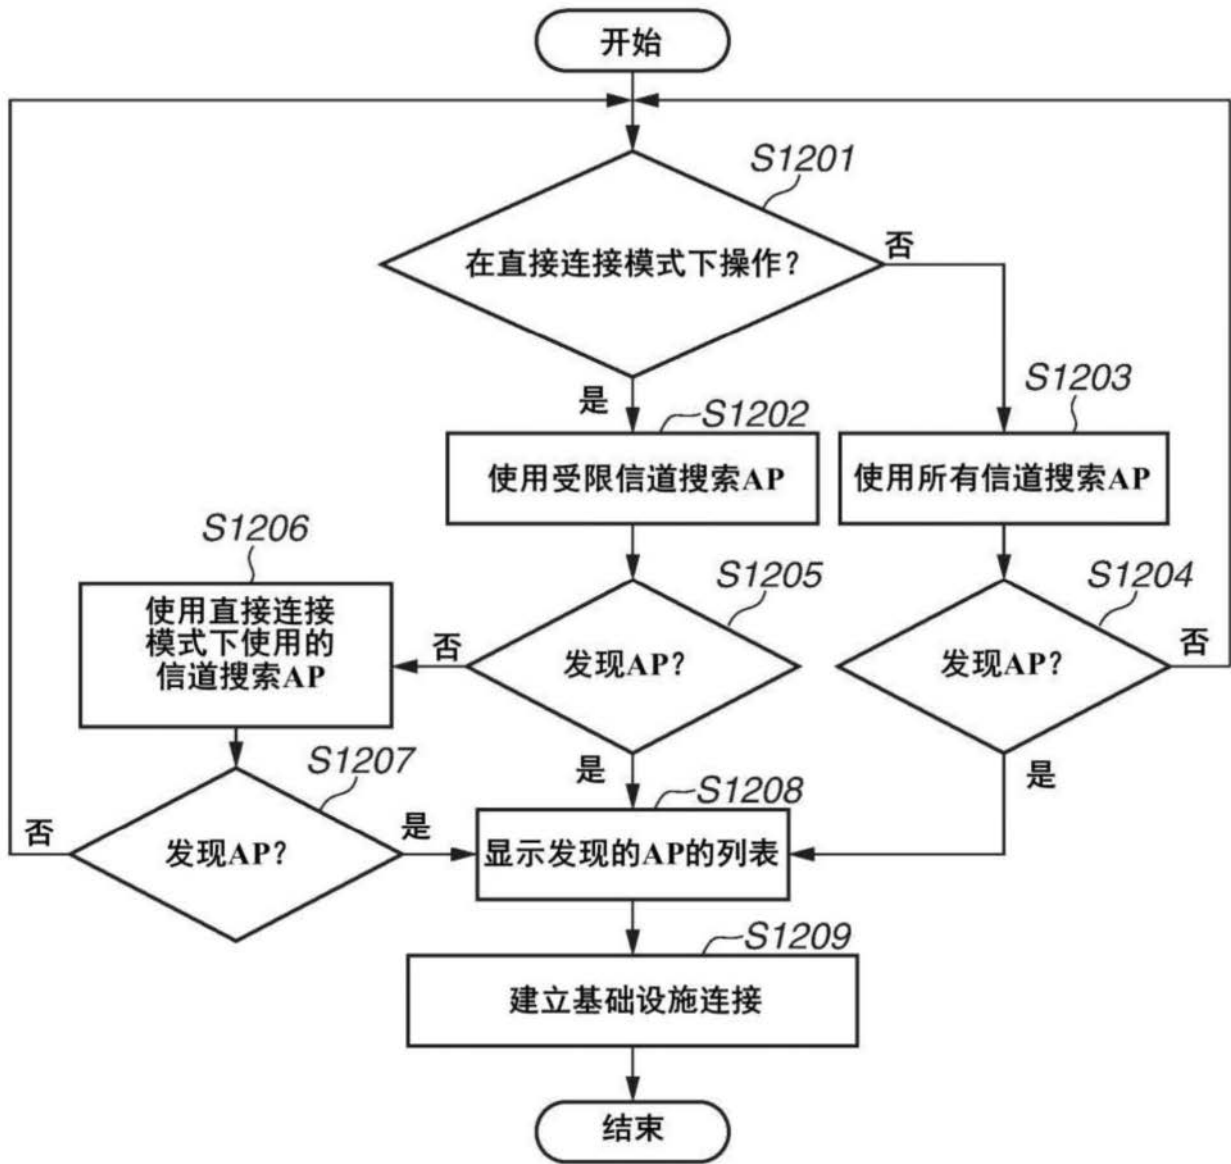 开始
S1201
在直接连接模式下操作？
否
是
S1203
S1202
使用受限信道搜索AP
使用所有信道搜索AP
S1206
S1205
S1204
使用直接连接
模式下使用的
信道搜索AP
否
发现AP？
发现AP？
否
S1207
是
是
S1208
否
发现AP？
是
显示发现的AP的列表
S1209
建立基础设施连接
结束